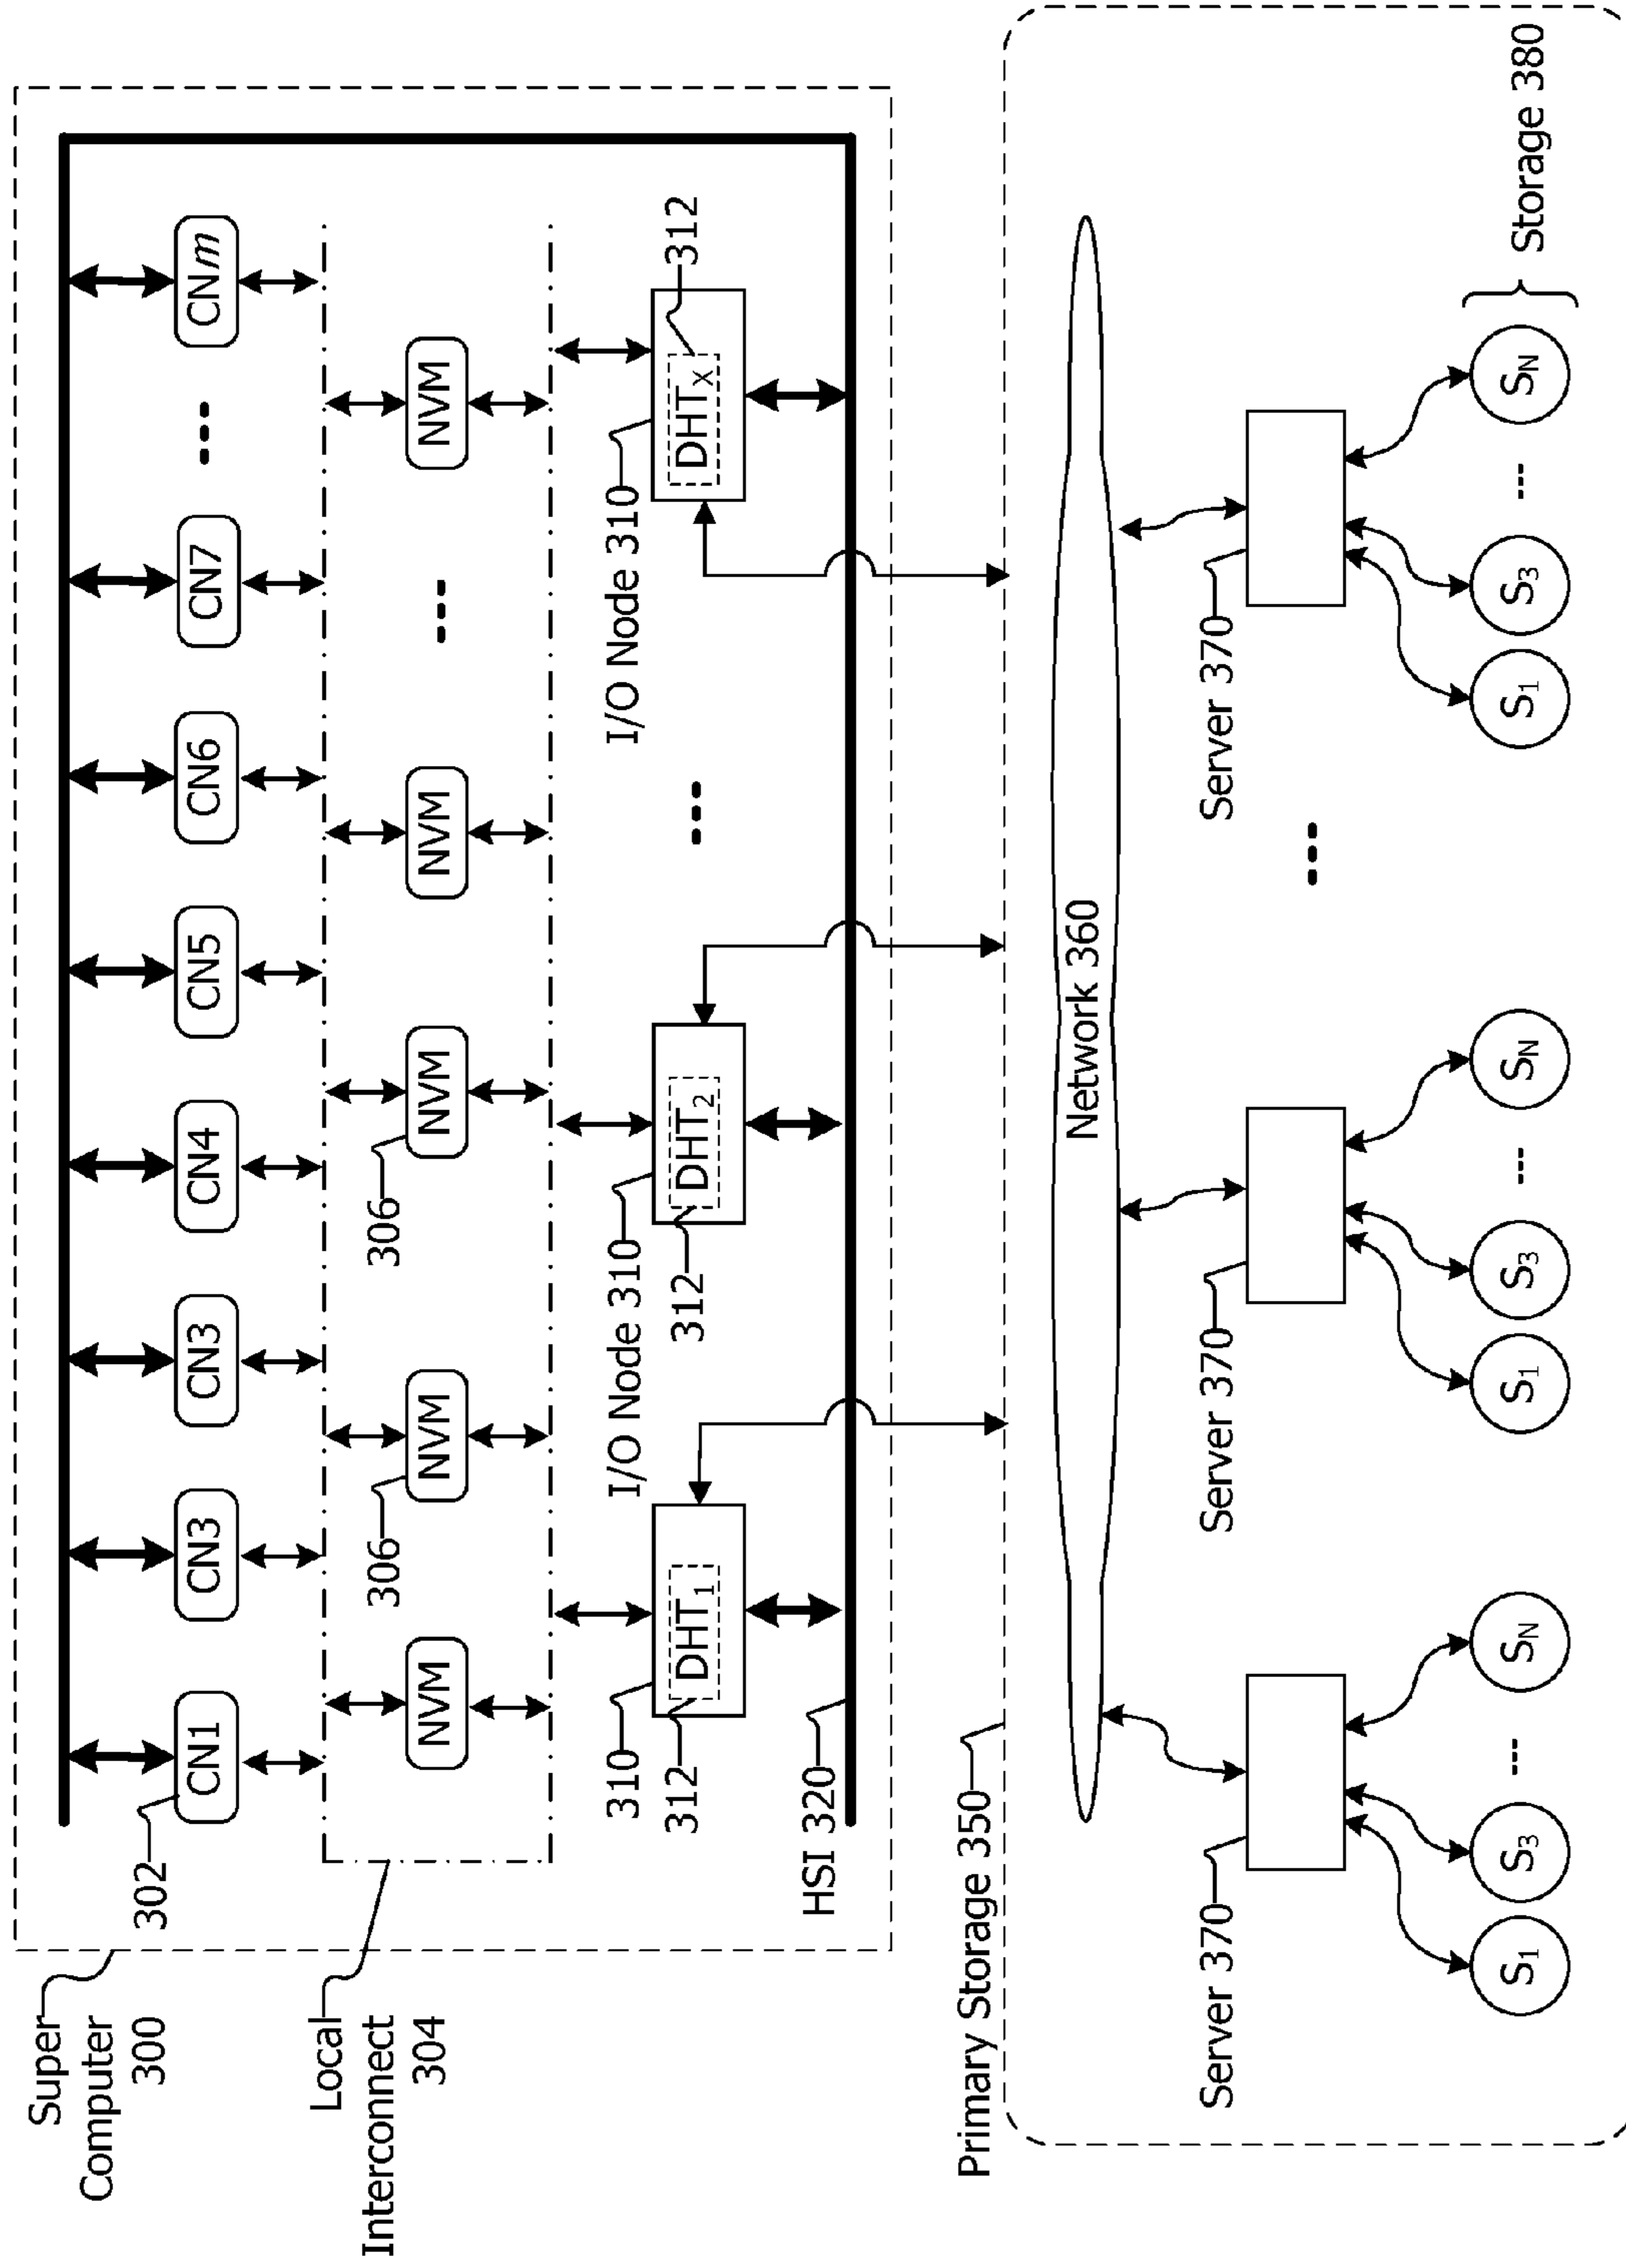 Super
Computer
300
302
CN1
CN3
CN3
CN4
CN5
CN6
CN7
---
CNm
Local
Interconnect
304
NVM
306
NVM
306
NVM
NVM
---
NVM
310
I/O Node 310
I/O Node 310
312
DHT1
312
DHT2
---
DHTX
312
HSI 320
Primary Storage 350
Network 360
Server 370
Server 370
---
Server 370
S1
S3
---
SN
S1
S3
---
SN
S1
S3
---
SN
Storage 380